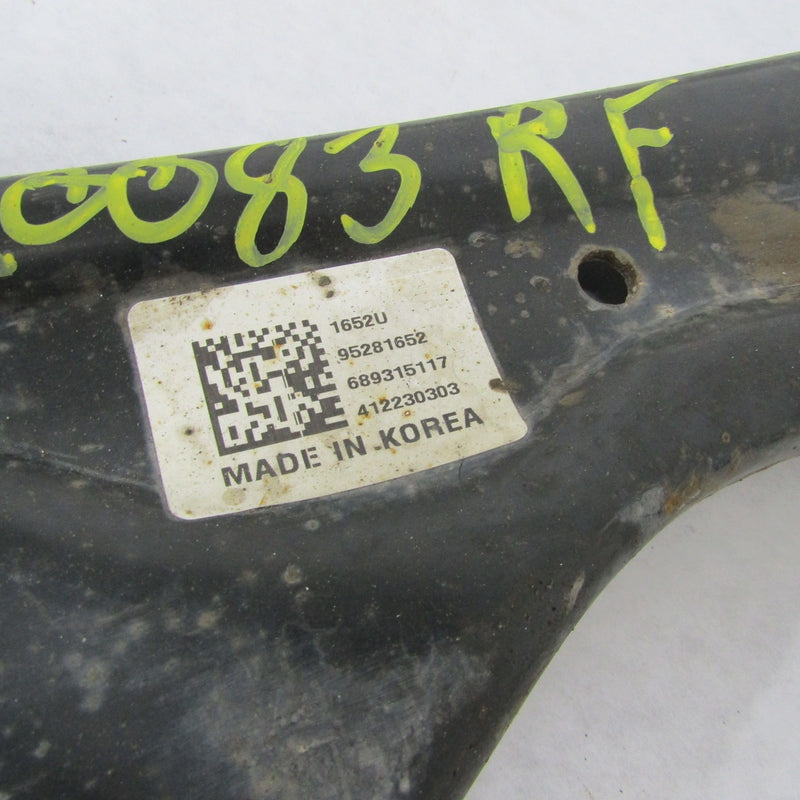 0083 RF
1652U
95281652
689315117
412230303
MADE IN KOREA